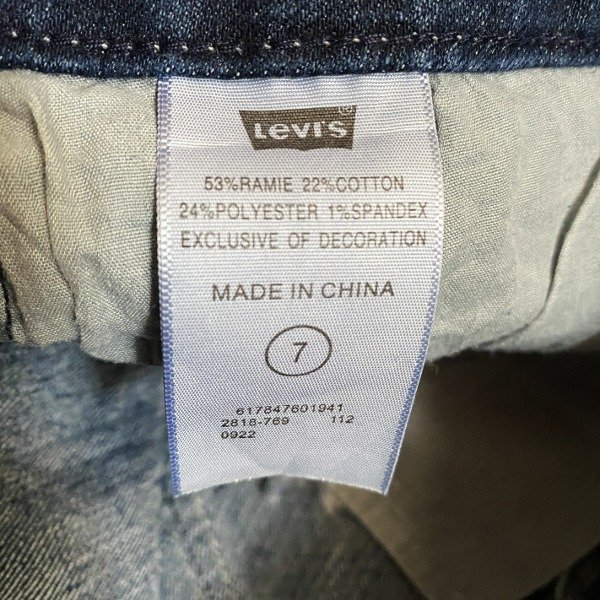 Levi's®
53%RAMIE 22%COTTON
24%POLYESTER 1%SPANDEX
EXCLUSIVE OF DECORATION
MADE IN CHINA
7
617847601941
2818-769 112
0922